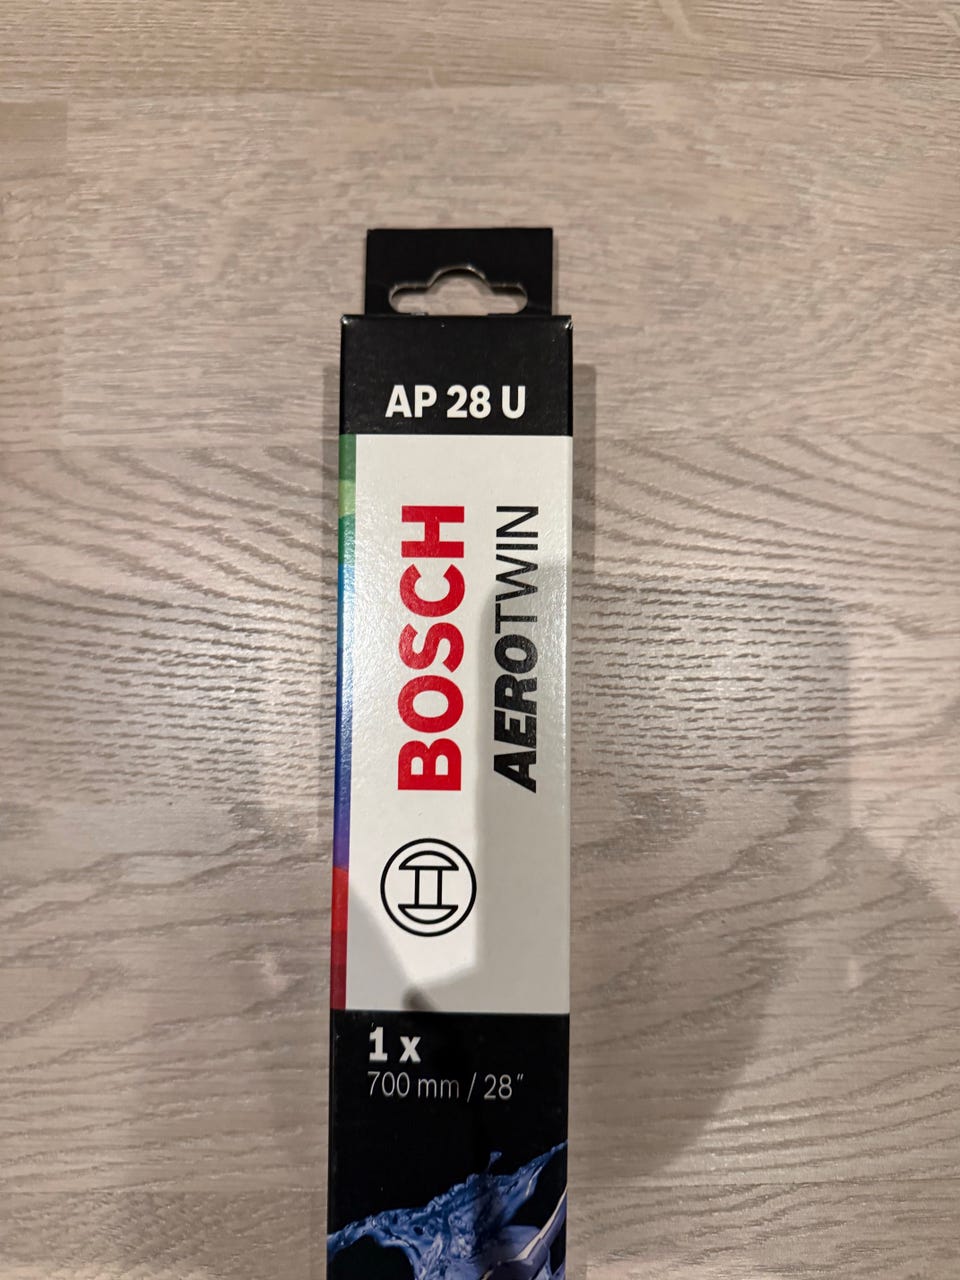 AP 28 U
BOSCH
AEROTWIN
1 x
700 mm / 28"